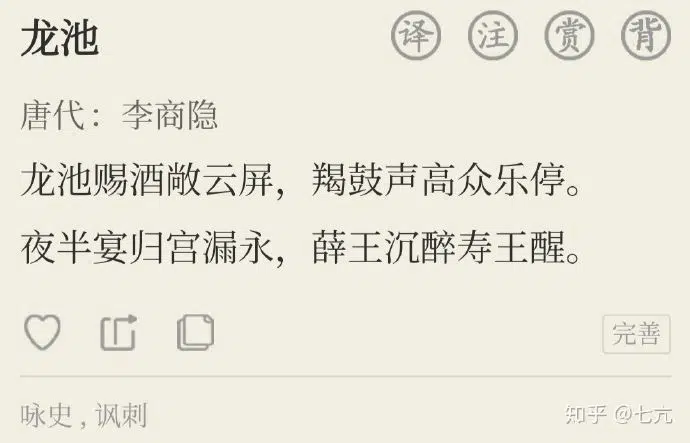 龙池 译 注 赏 背
唐代：李商隐
龙池赐酒敞云屏，羯鼓声高众乐停。
夜半宴归宫漏永，薛王沉醉寿王醒。
完善
咏史，讽刺 知乎 @七亢